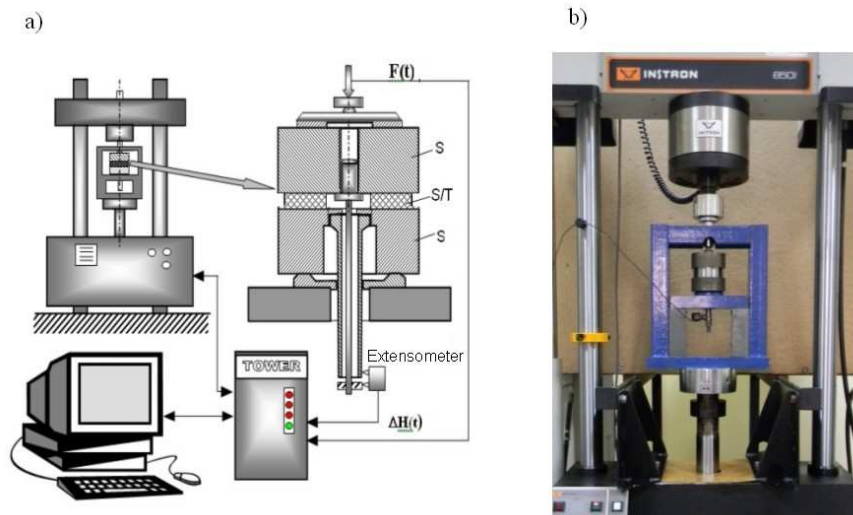 a)
F(t)
S
S/T
S
Extensometer
TOWER
ΔH(t)
b)
INSTRON
8501